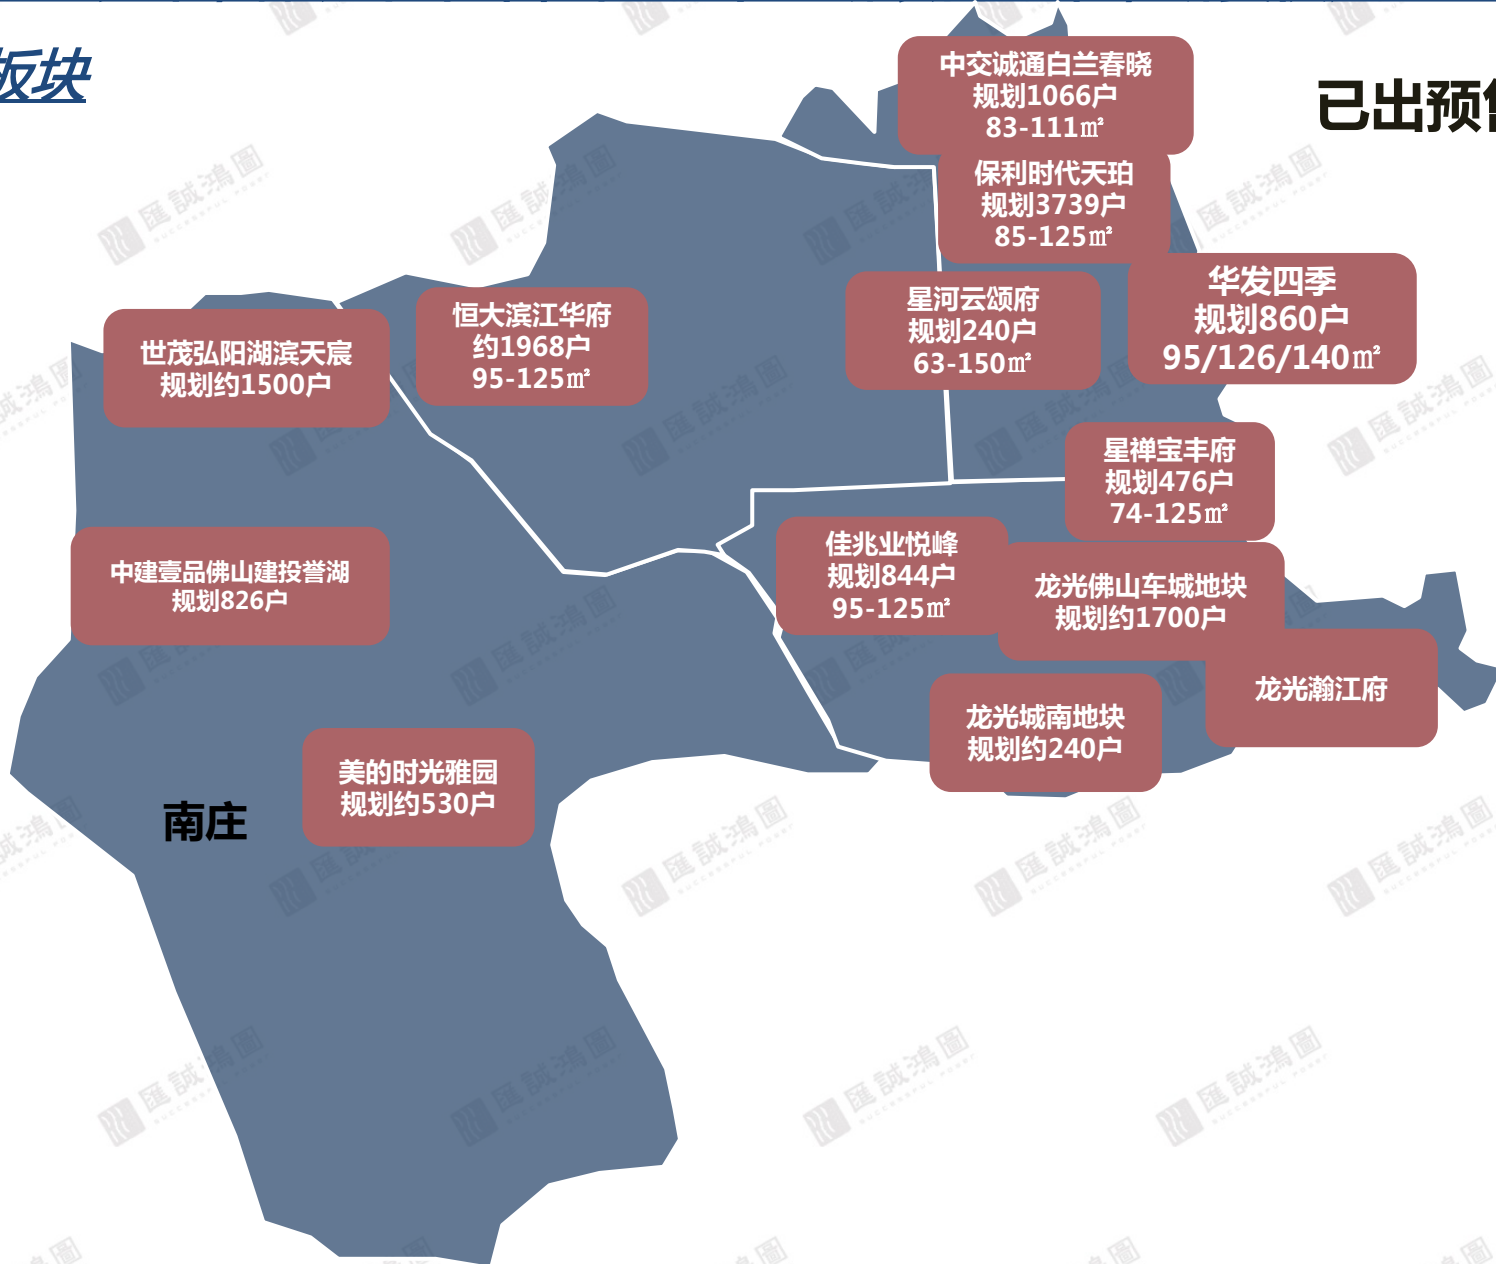 板块
已出预售
中交诚通白兰春晓
规划1066户
83-111㎡
保利时代天珀
规划3739户
85-125㎡
华发四季
规划860户
95/126/140㎡
星河云颂府
规划240户
63-150㎡
恒大滨江华府
约1968户
95-125㎡
世茂弘阳湖滨天宸
规划约1500户
星禅宝丰府
规划476户
74-125㎡
佳兆业悦峰
规划844户
95-125㎡
龙光佛山车城地块
规划约1700户
中建壹品佛山建投誉湖
规划826户
龙光瀚江府
龙光城南地块
规划约240户
美的时光雅园
规划约530户
南庄
匯誠鴻圖